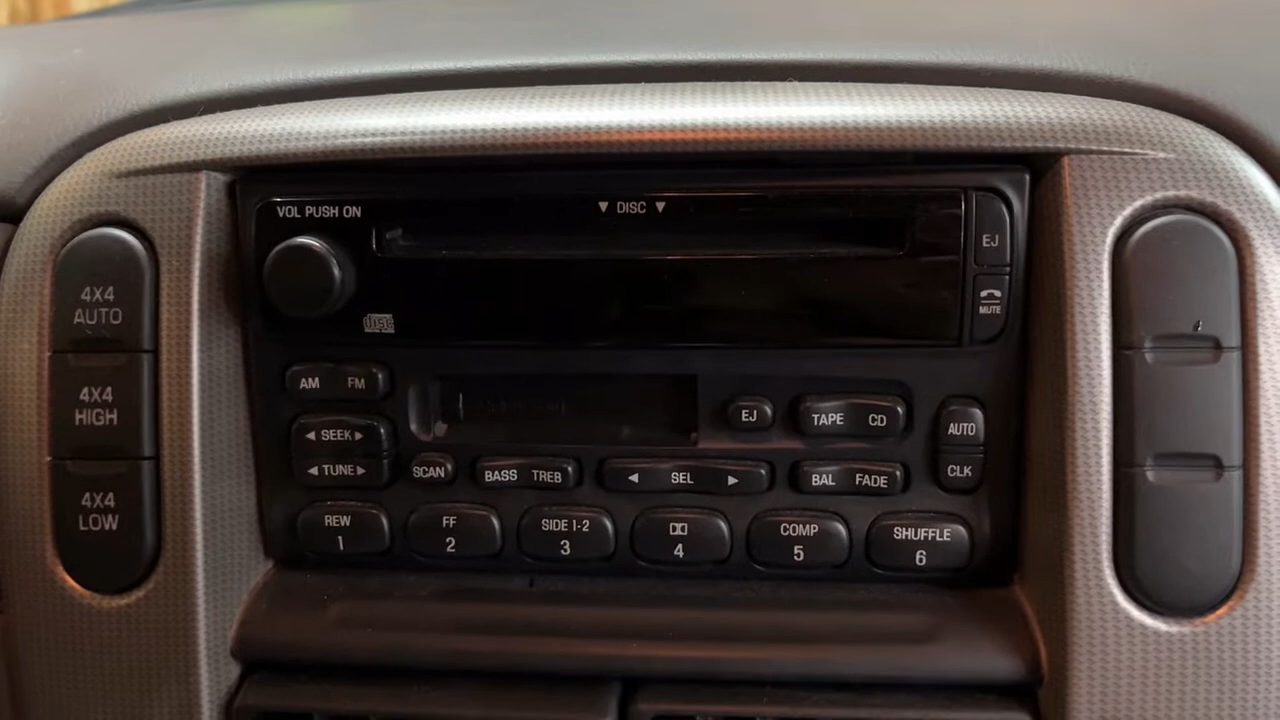 VOL PUSH ON
▼ DISC ▼
EJ
MUTE
disc
4X4
AUTO
4X4
HIGH
4X4
LOW
AM FM
EJ
TAPE CD
AUTO
◀ SEEK ▶
◀ TUNE ▶
SCAN
BASS TREB
◀ SEL ▶
BAL FADE
CLK
REW
1
FF
2
SIDE 1-2
3
4
COMP
5
SHUFFLE
6